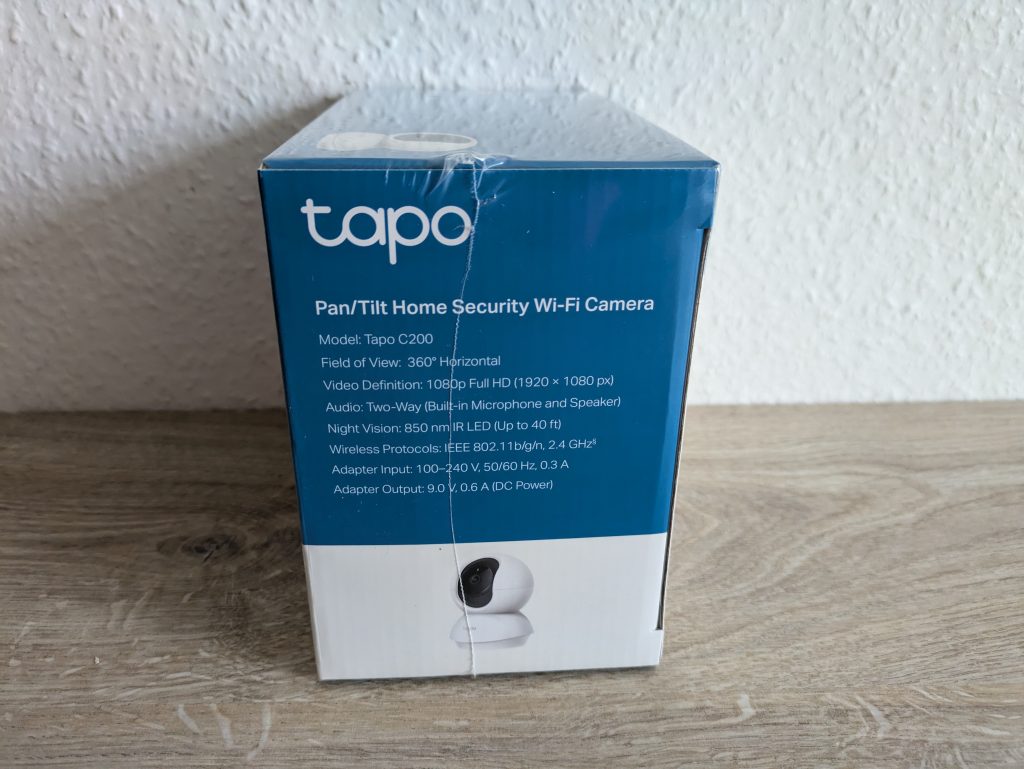 tapo
Pan/Tilt Home Security Wi-Fi Camera
Model: Tapo C200
Field of View: 360° Horizontal
Video Definition: 1080p Full HD (1920 × 1080 px)
Audio: Two-Way (Built-in Microphone and Speaker)
Night Vision: 850 nm IR LED (Up to 40 ft)
Wireless Protocols: IEEE 802.11b/g/n, 2.4 GHz§
Adapter Input: 100–240 V, 50/60 Hz, 0.3 A
Adapter Output: 9.0 V, 0.6 A (DC Power)